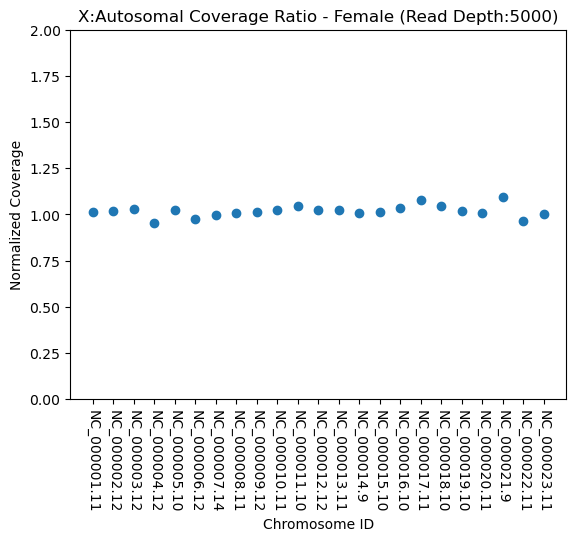 X:Autosomal Coverage Ratio - Female (Read Depth:5000)
2.00
1.75
1.50
1.25
1.00
0.75
0.50
0.25
0.00
Normalized Coverage
NC_000001.11
NC_000002.12
NC_000003.12
NC_000004.12
NC_000005.10
NC_000006.12
NC_000007.14
NC_000008.11
NC_000009.12
NC_000010.11
NC_000011.10
NC_000012.12
NC_000013.11
NC_000014.9
NC_000015.10
NC_000016.10
NC_000017.11
NC_000018.10
NC_000019.10
NC_000020.11
NC_000021.9
NC_000022.11
NC_000023.11
Chromosome ID